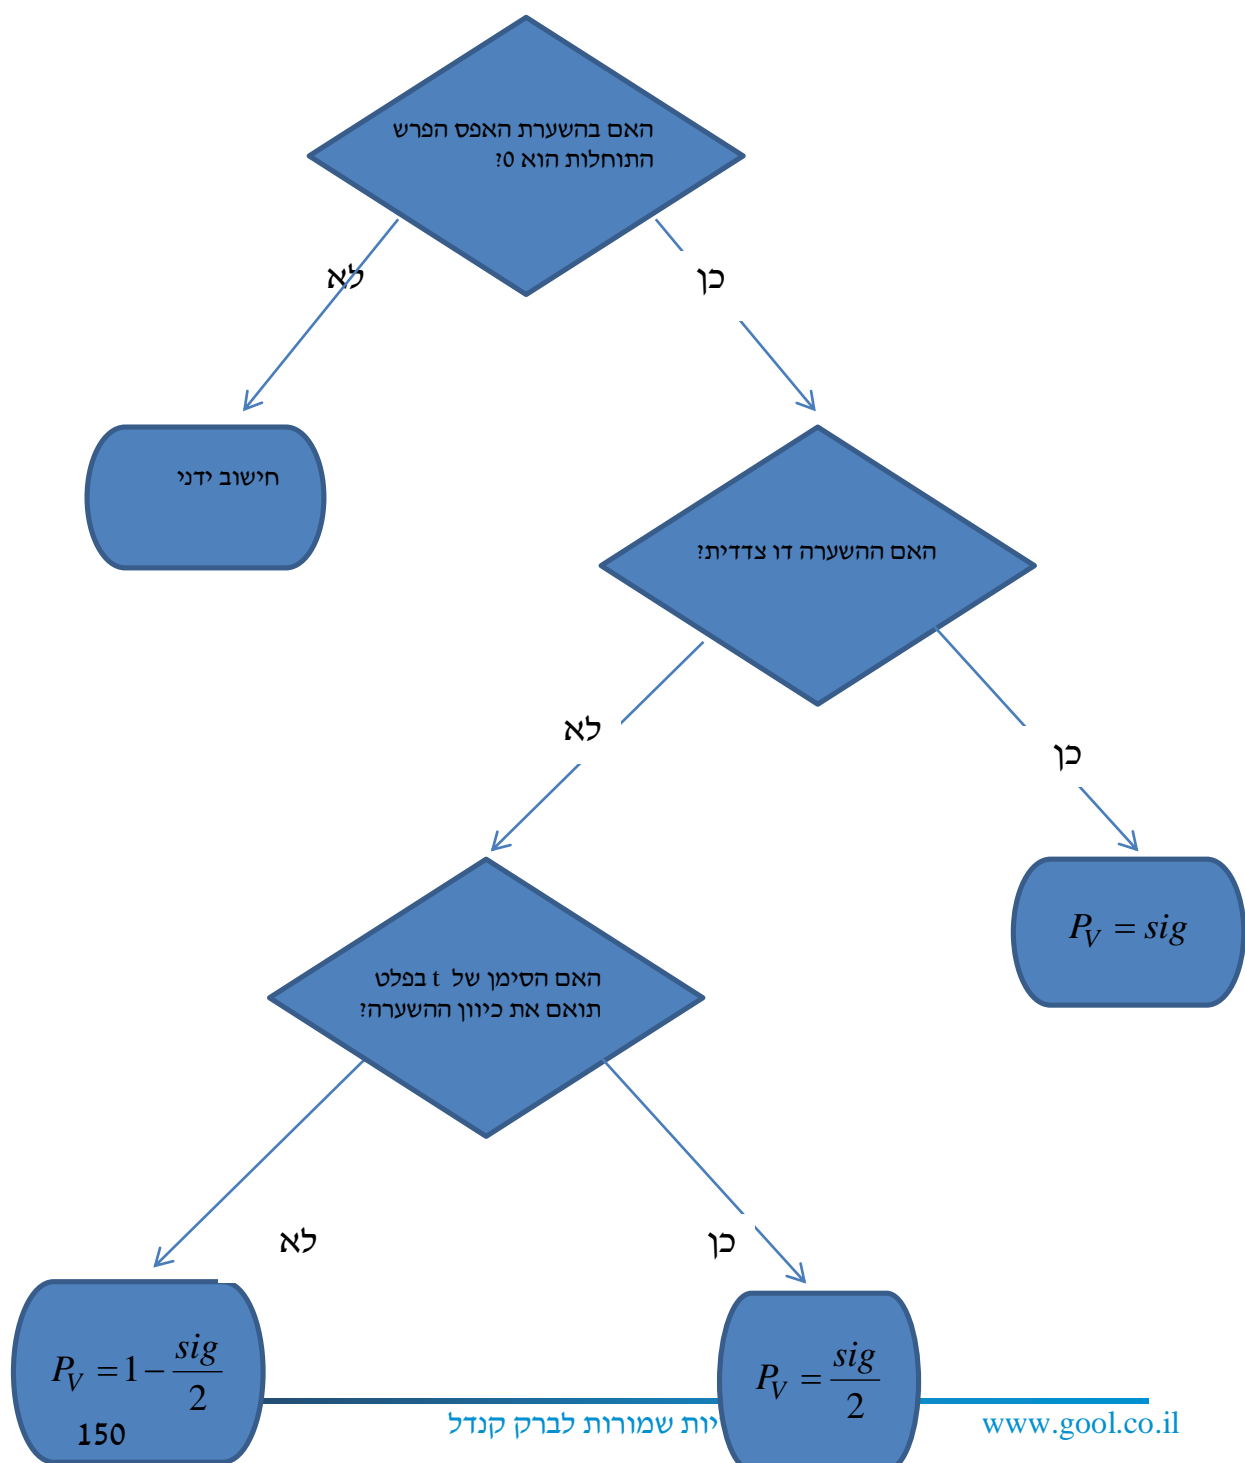 האם בהשערת האפס הפרש
התוחלות הוא 0?
לא
כן
חישוב ידני
האם ההשערה דו צדדית?
לא
כן
P_V = sig
האם הסימן של t בפלט
תואם את כיוון ההשערה?
לא
כן
P_V = 1 - sig/2
P_V = sig/2
150
יות שמורות לברק קנדל
www.gool.co.il